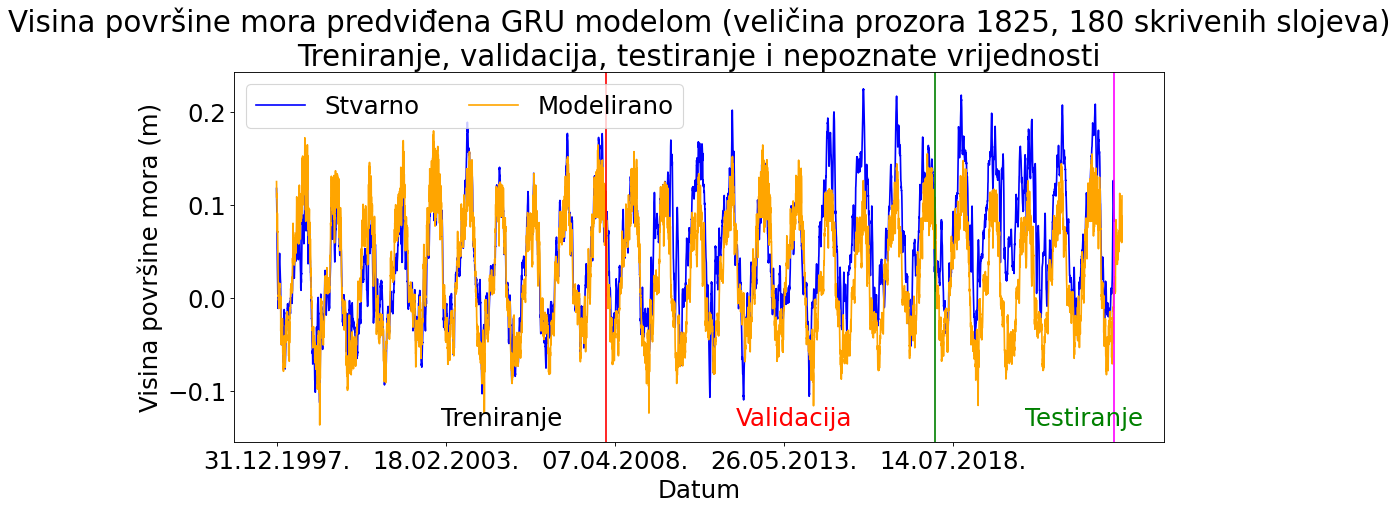 Visina površine mora predviđena GRU modelom (veličina prozora 1825, 180 skrivenih slojeva)
Treniranje, validacija, testiranje i nepoznate vrijednosti
Stvarno
Modelirano
Visina površine mora (m)
0.2
0.1
0.0
−0.1
Treniranje
Validacija
Testiranje
31.12.1997.
18.02.2003.
07.04.2008.
26.05.2013.
14.07.2018.
Datum